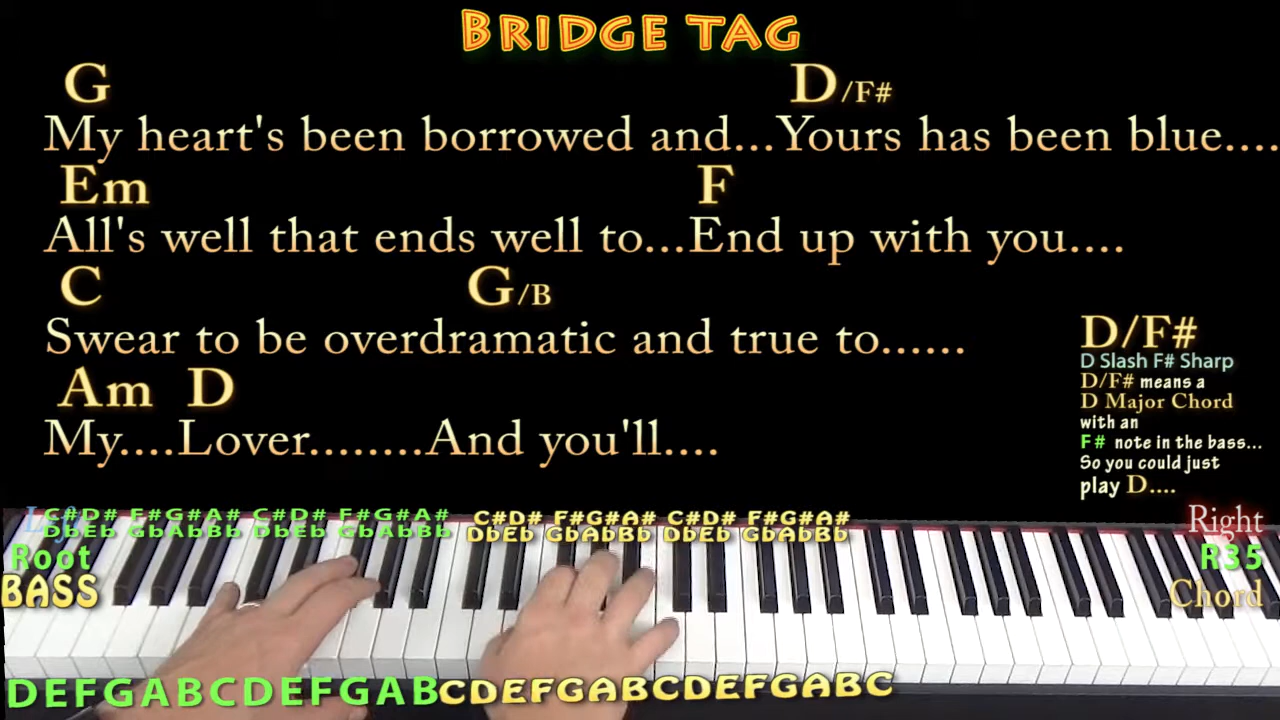 BRIDGE TAG
G D/F#
My heart's been borrowed and...Yours has been blue....
Em F
All's well that ends well to...End up with you....
C G/B
Swear to be overdramatic and true to......
Am D
My....Lover........And you'll....
D/F#
D Slash F# Sharp
D/F# means a
D Major Chord
with an
F# note in the bass...
So you could just
play D....
Left
Root
BASS
C#D# F#G#A# C#D# F#G#A# C#D# F#G#A# C#D# F#G#A#
DbEb GbAbBb DbEb GbAbBb DbEb GbAbBb DbEb GbAbBb
Right
R35
Chord
DEFGABCDEFGABCDEFGABCDEFGABC